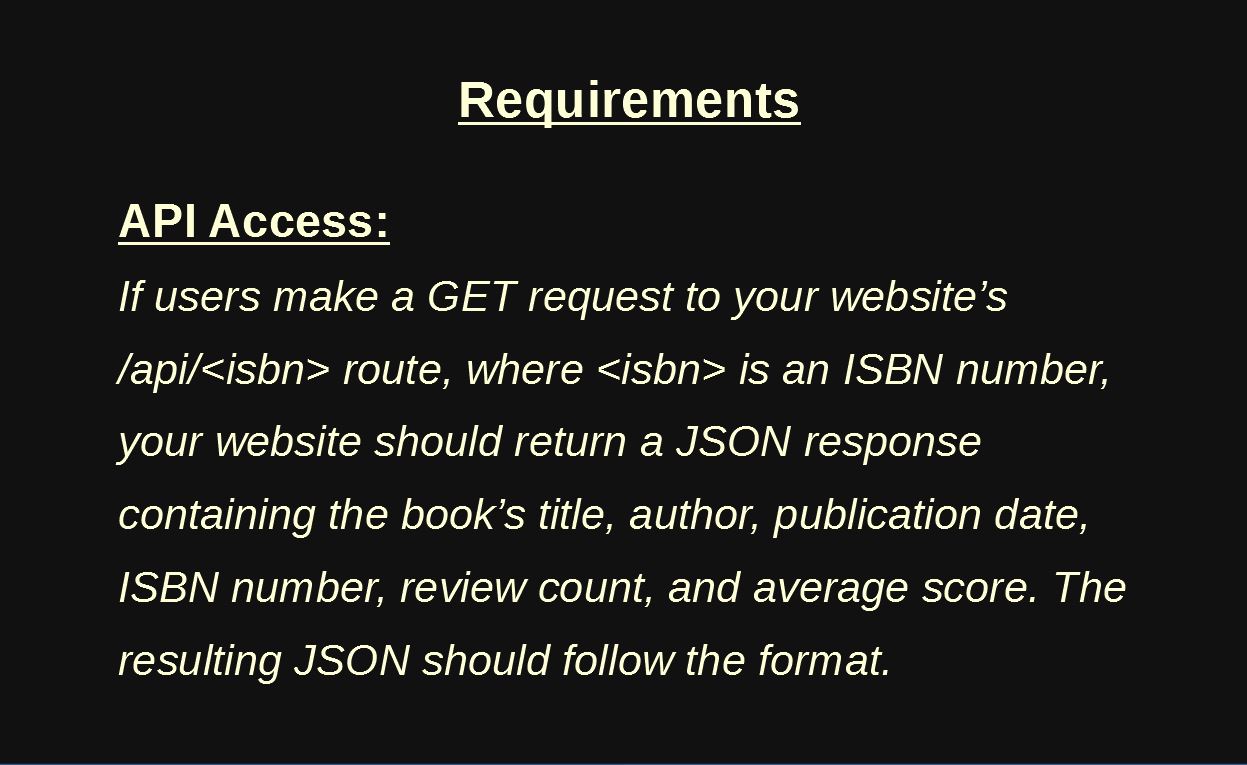 Requirements
API Access:
If users make a GET request to your website’s
/api/<isbn> route, where <isbn> is an ISBN number,
your website should return a JSON response
containing the book’s title, author, publication date,
ISBN number, review count, and average score. The
resulting JSON should follow the format.